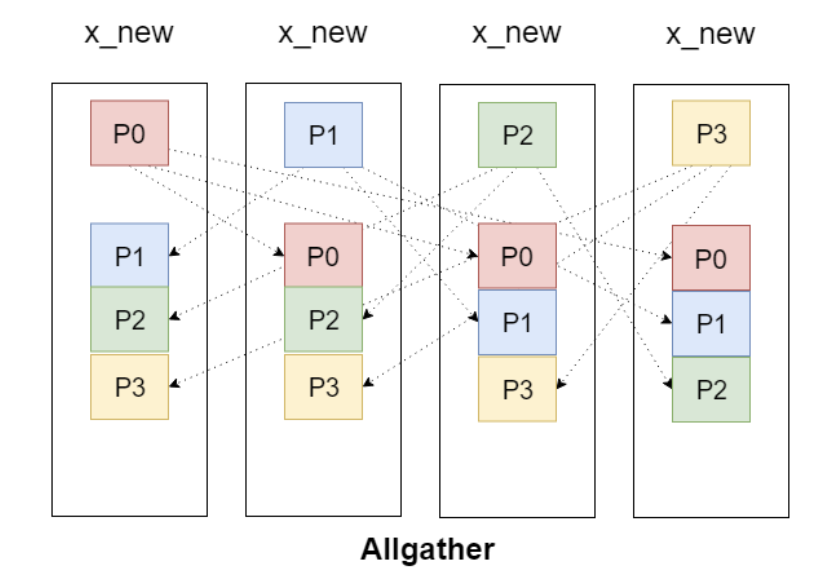 x_new x_new x_new x_new
P0 P1 P2 P3
P1 P0 P0 P0
P2 P2 P1 P1
P3 P3 P3 P2
Allgather